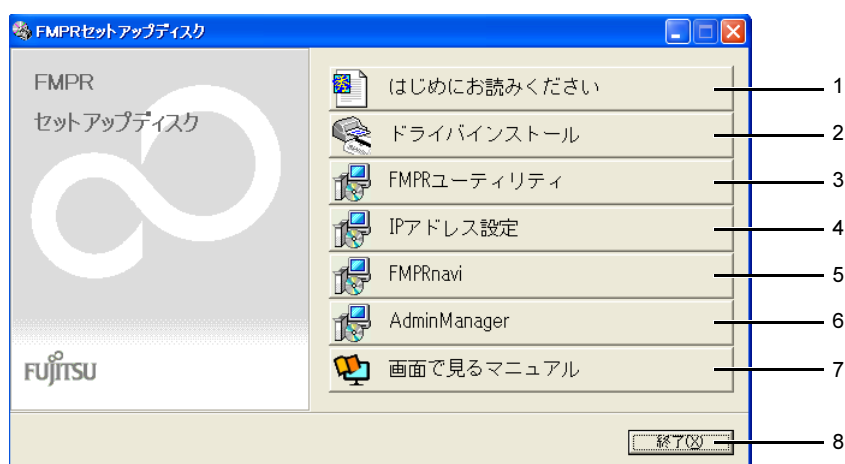 FMPRセットアップディスク
FMPR
セットアップディスク
はじめにお読みください 1
ドライバインストール 2
FMPRユーティリティ 3
IPアドレス設定 4
FMPRnavi 5
AdminManager 6
画面で見るマニュアル 7
FUJITSU
終了(X) 8